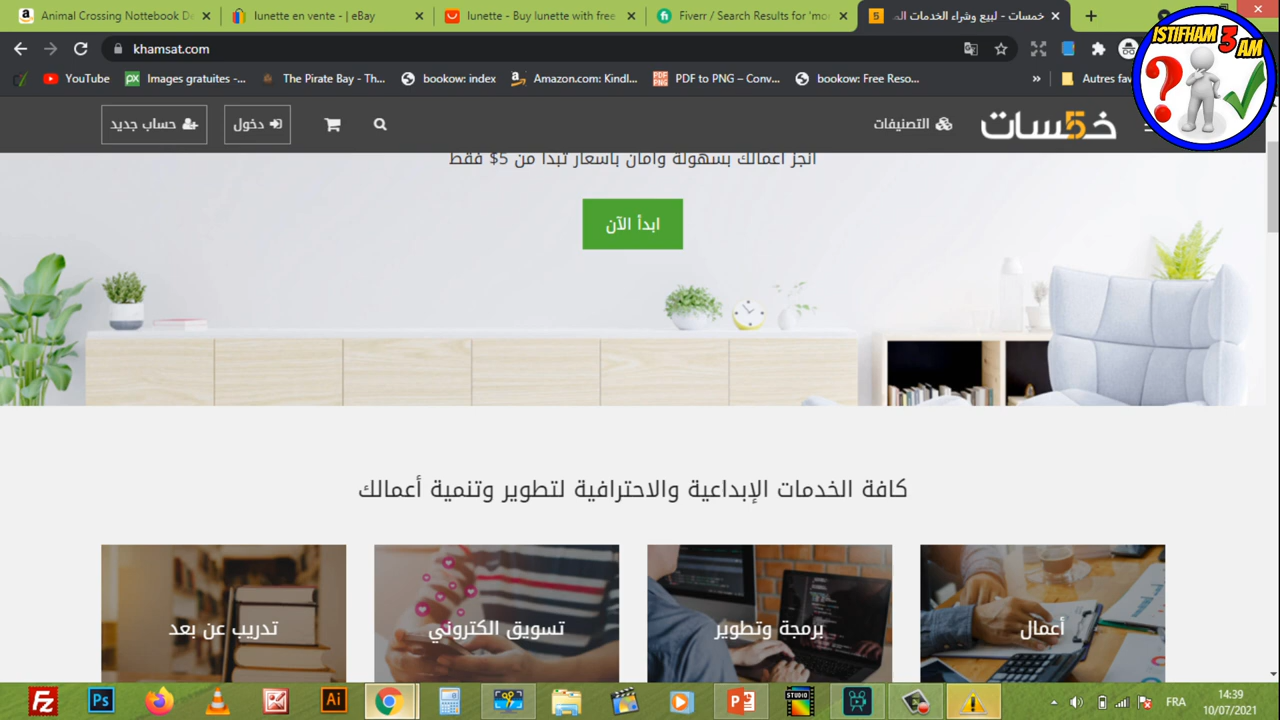 Animal Crossing Nottebook De
lunette en vente - | eBay
lunette - Buy lunette with free
Fiverr / Search Results for 'mo
خمسات - لبيع وشراء الخدمات الم
khamsat.com
YouTube
Images gratuites -...
The Pirate Bay - Th...
bookow: index
Amazon.com: Kindl...
PDF to PNG – Conv...
bookow: Free Reso...
»
Autres fav
ISTIFHAM 3 AM
خمسات
التصنيفات
دخول
حساب جديد
أنجز أعمالك بسهولة وأمان بأسعار تبدأ من 5$ فقط
ابدأ الآن
كافة الخدمات الإبداعية والاحترافية لتطوير وتنمية أعمالك
أعمال
برمجة وتطوير
تسويق الكتروني
تدريب عن بعد
FRA
14:39
10/07/2021